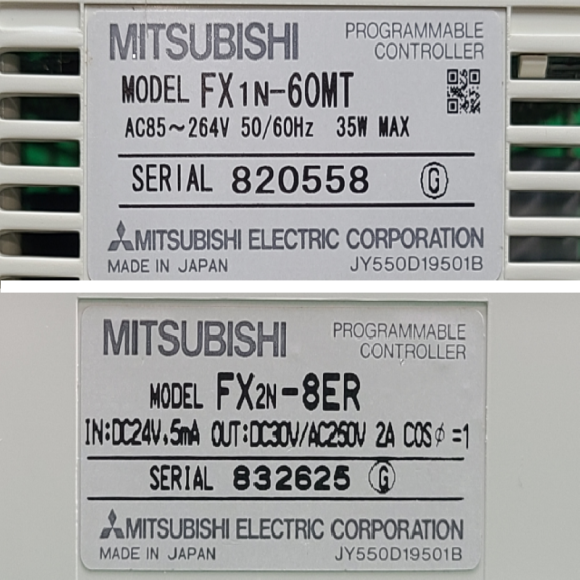 MITSUBISHI PROGRAMMABLE
CONTROLLER
MODEL FX1N-60MT
AC85~264V 50/60Hz 35W MAX
SERIAL 820558 G
MITSUBISHI ELECTRIC CORPORATION
MADE IN JAPAN JY550D19501B
MITSUBISHI PROGRAMMABLE
CONTROLLER
MODEL FX2N-8ER
IN:DC24V.5mA OUT:DC30V/AC250V 2A COSφ=1
SERIAL 832625 G
MITSUBISHI ELECTRIC CORPORATION
MADE IN JAPAN JY550D19501B